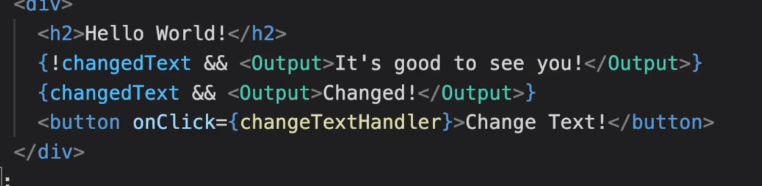 <div>
<h2>Hello World!</h2>
{!changedText && <Output>It's good to see you!</Output>}
{changedText && <Output>Changed!</Output>}
<button onClick={changeTextHandler}>Change Text!</button>
</div>
;